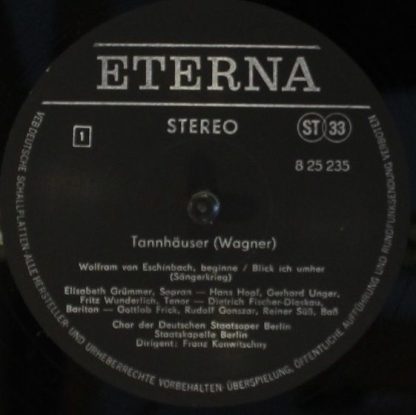 ETERNA
STEREO
ST 33
1
8 25 235
Tannhäuser (Wagner)
Wolfram von Eschinbach, beginne / Blick ich umher
(Sängerkrieg)
Elisabeth Grümmer, Sopran — Hans Hopf, Gerhard Unger,
Fritz Wunderlich, Tenor — Dietrich Fischer-Dieskau,
Bariton — Gottlob Frick, Rudolf Gonszar, Reiner Süß, Baß
Chor der Deutschen Staatsoper Berlin
Staatskapelle Berlin
Dirigent: Franz Konwitschny
VEB DEUTSCHE SCHALLPLATTEN · ALLE HERSTELLER- UND URHEBERRECHTE VORBEHALTEN · ÜBERSPIELUNG, ÖFFENTLICHE AUFFÜHRUNG UND RUNDFUNKSENDUNG VERBOTEN